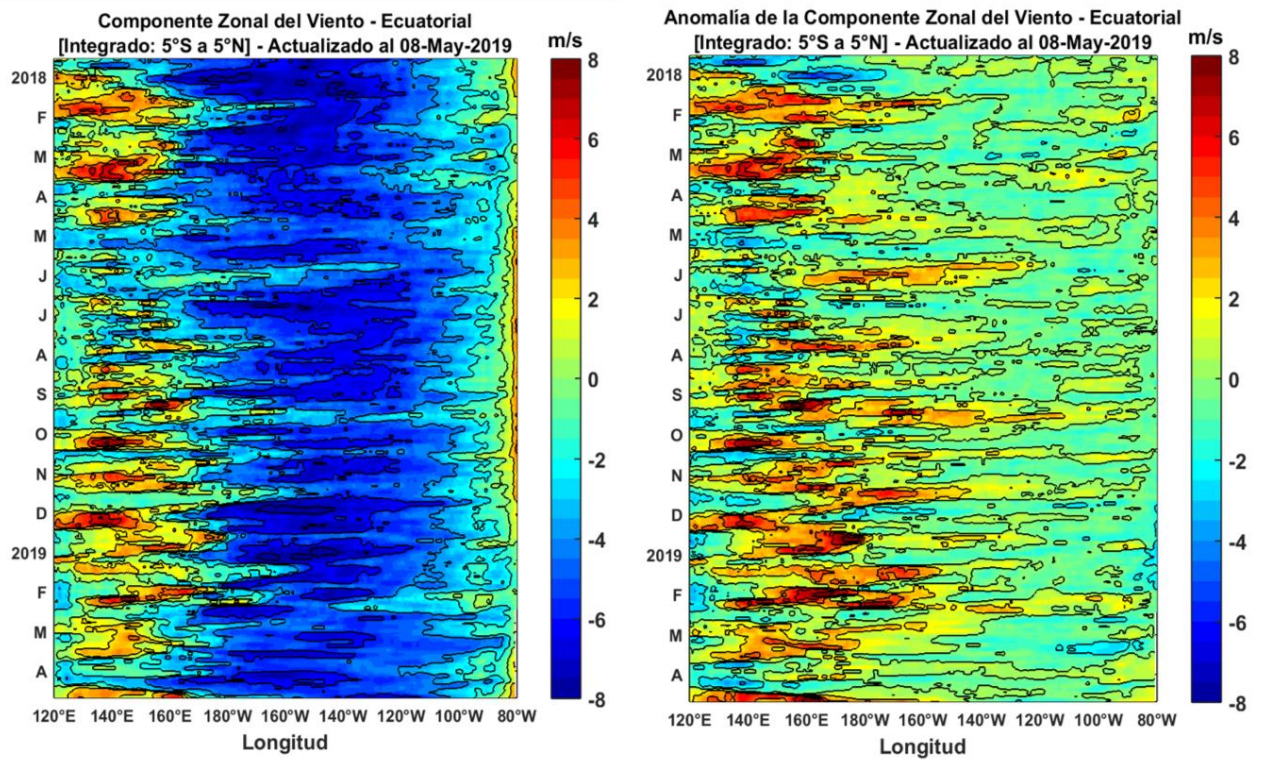 Componente Zonal del Viento - Ecuatorial
[Integrado: 5°S a 5°N] - Actualizado al 08-May-2019
m/s
8
6
4
2
0
-2
-4
-6
-8
2018
F
M
A
M
J
J
A
S
O
N
D
2019
F
M
A
120°E 140°E 160°E 180°W 160°W 140°W 120°W 100°W 80°W
Longitud
Anomalía de la Componente Zonal del Viento - Ecuatorial
[Integrado: 5°S a 5°N] - Actualizado al 08-May-2019
m/s
8
6
4
2
0
-2
-4
-6
-8
2018
F
M
A
M
J
J
A
S
O
N
D
2019
F
M
A
120°E 140°E 160°E 180°W 160°W 140°W 120°W 100°W 80°W
Longitud